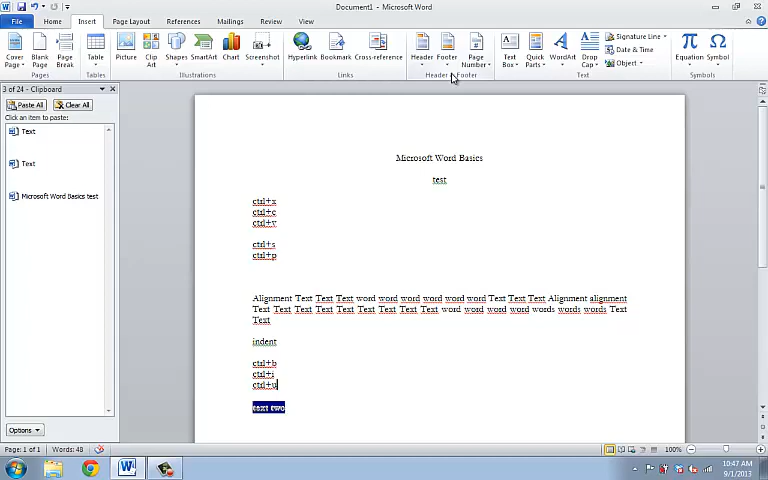 Document1 - Microsoft Word
File Home Insert Page Layout References Mailings Review View
Cover Page Blank Page Page Break Table Picture Clip Art Shapes SmartArt Chart Screenshot Hyperlink Bookmark Cross-reference Header Footer Page Number Text Box Quick Parts WordArt Drop Cap Signature Line Date & Time Object Equation Symbol
Pages Tables Illustrations Links Header & Footer Text Symbols
3 of 24 - Clipboard
Paste All Clear All
Click an item to paste:
Text
Text
Microsoft Word Basics test
Options
Microsoft Word Basics
test
ctrl+x
ctrl+c
ctrl+v
ctrl+s
ctrl+p
Alignment Text Text Text word word word word word word Text Text Text Alignment alignment
Text Text Text Text Text Text Text Text Text word word word word words words words Text
Text
indent
ctrl+b
ctrl+i
ctrl+u
text two
Page: 1 of 1 Words: 48 100%
10:47 AM
9/1/2013